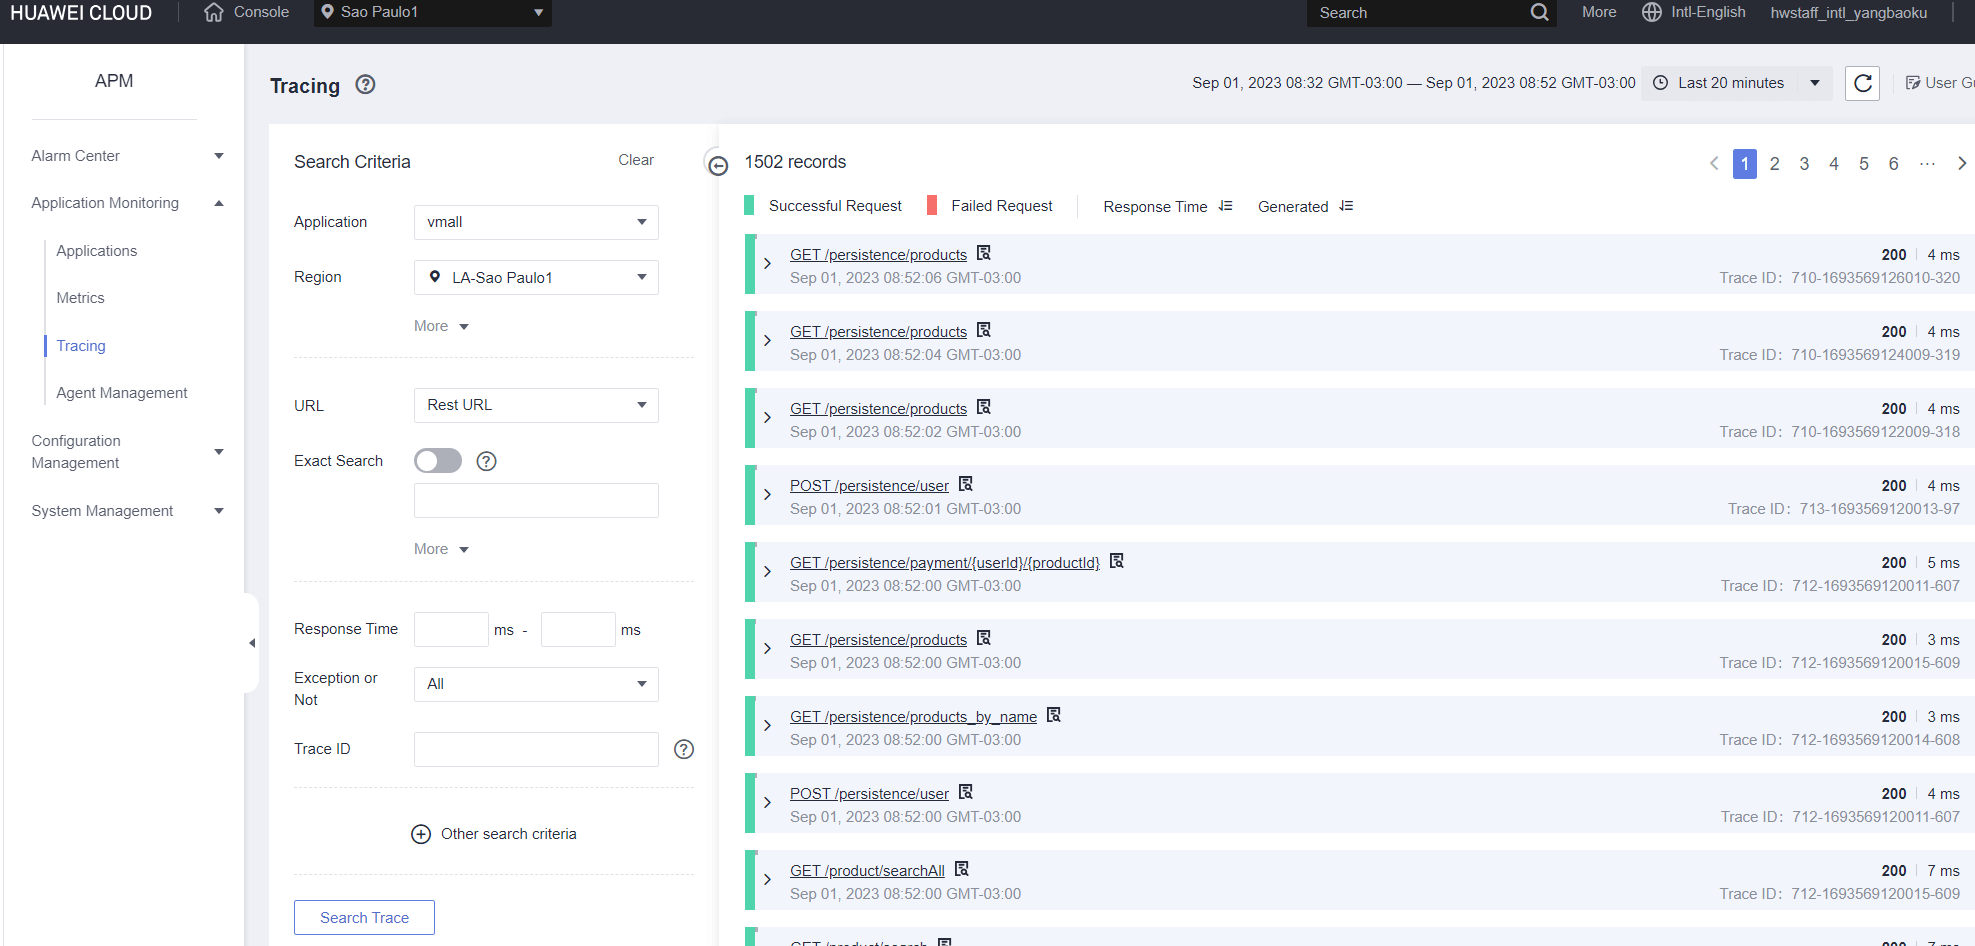 HUAWEI CLOUD Console Sao Paulo1 Search More Intl-English hwstaff_intl_yangbaoku
APM
Alarm Center
Application Monitoring
Applications
Metrics
Tracing
Agent Management
Configuration
Management
System Management
Tracing
Sep 01, 2023 08:32 GMT-03:00 — Sep 01, 2023 08:52 GMT-03:00 Last 20 minutes User
Search Criteria Clear
Application vmall
Region LA-Sao Paulo1
More
URL Rest URL
Exact Search
More
Response Time ms - ms
Exception or
Not
All
Trace ID
Other search criteria
Search Trace
1502 records
1 2 3 4 5 6 ...
Successful Request Failed Request Response Time Generated
GET /persistence/products 200 4 ms
Sep 01, 2023 08:52:06 GMT-03:00 Trace ID: 710-1693569126010-320
GET /persistence/products 200 4 ms
Sep 01, 2023 08:52:04 GMT-03:00 Trace ID: 710-1693569124009-319
GET /persistence/products 200 4 ms
Sep 01, 2023 08:52:02 GMT-03:00 Trace ID: 710-1693569122009-318
POST /persistence/user 200 4 ms
Sep 01, 2023 08:52:01 GMT-03:00 Trace ID: 713-1693569120013-97
GET /persistence/payment/{userId}/{productId} 200 5 ms
Sep 01, 2023 08:52:00 GMT-03:00 Trace ID: 712-1693569120011-607
GET /persistence/products 200 3 ms
Sep 01, 2023 08:52:00 GMT-03:00 Trace ID: 712-1693569120015-609
GET /persistence/products_by_name 200 3 ms
Sep 01, 2023 08:52:00 GMT-03:00 Trace ID: 712-1693569120014-608
POST /persistence/user 200 4 ms
Sep 01, 2023 08:52:00 GMT-03:00 Trace ID: 712-1693569120011-607
GET /product/searchAll 200 7 ms
Sep 01, 2023 08:52:00 GMT-03:00 Trace ID: 712-1693569120015-609
GET /product/search 200 7 ms